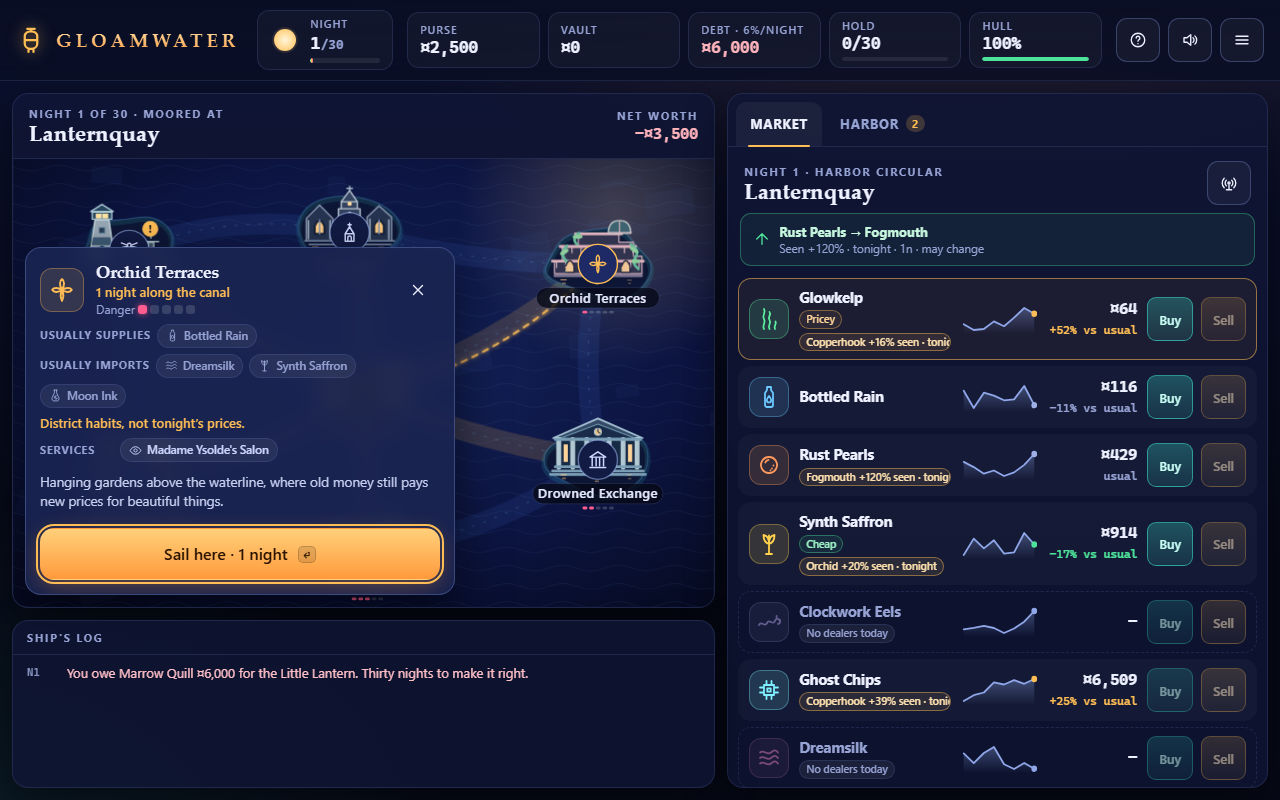 GLOAMWATER
NIGHT
1/30
PURSE
¤2,500
VAULT
¤0
DEBT · 6%/NIGHT
¤6,000
HOLD
0/30
HULL
100%
NIGHT 1 OF 30 · MOORED AT
Lanternquay
NET WORTH
−¤3,500
Orchid Terraces
Drowned Exchange
Orchid Terraces
1 night along the canal
Danger
USUALLY SUPPLIES Bottled Rain
USUALLY IMPORTS Dreamsilk Synth Saffron
Moon Ink
District habits, not tonight's prices.
SERVICES Madame Ysolde's Salon
Hanging gardens above the waterline, where old money still pays
new prices for beautiful things.
Sail here · 1 night ↵
SHIP'S LOG
N1 You owe Marrow Quill ¤6,000 for the Little Lantern. Thirty nights to make it right.
MARKET
HARBOR 2
NIGHT 1 · HARBOR CIRCULAR
Lanternquay
Rust Pearls → Fogmouth
Seen +120% · tonight · 1n · may change
Glowkelp
Pricey
Copperhook +16% seen ·
¤64
+52% vs usual
Buy Sell
Bottled Rain
¤116
−11% vs usual
Buy Sell
Rust Pearls
Fogmouth +120% seen ·
¤429
usual
Buy Sell
Synth Saffron
Cheap
Orchid +20% seen · tonight
¤914
−17% vs usual
Buy Sell
Clockwork Eels
No dealers today
—
Buy Sell
Ghost Chips
Copperhook +39% seen ·
¤6,509
+25% vs usual
Buy Sell
Dreamsilk
No dealers today
—
Buy Sell